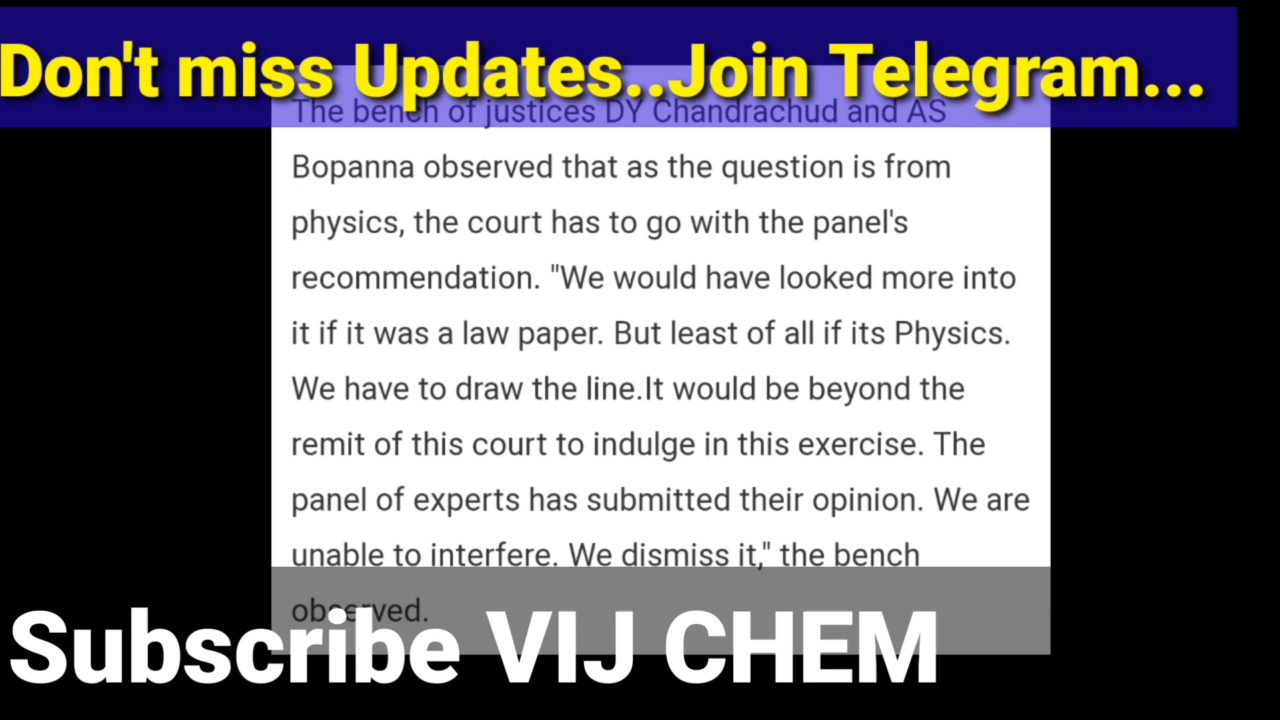 Don't miss Updates..Join Telegram...
The bench of justices DY Chandrachud and AS
Bopanna observed that as the question is from
physics, the court has to go with the panel's
recommendation. "We would have looked more into
it if it was a law paper. But least of all if its Physics.
We have to draw the line.It would be beyond the
remit of this court to indulge in this exercise. The
panel of experts has submitted their opinion. We are
unable to interfere. We dismiss it," the bench
observed.
Subscribe VIJ CHEM